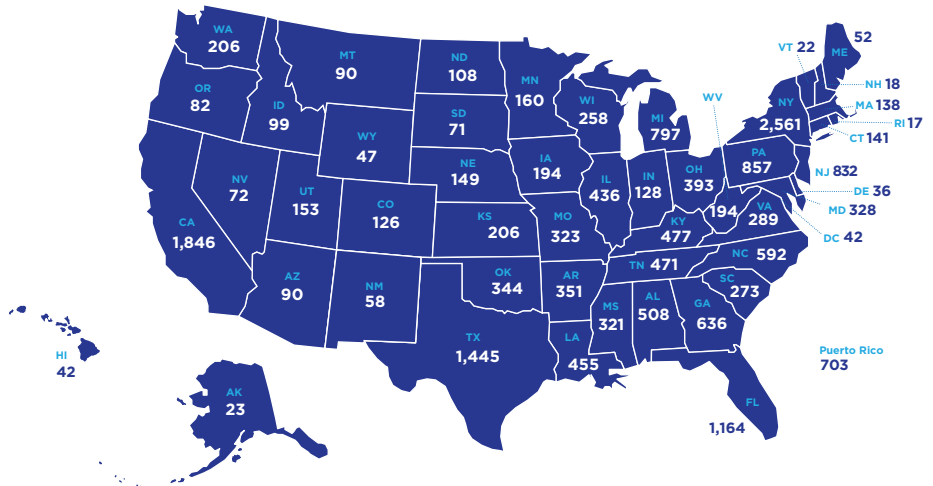 WA
206
OR
82
CA
1,846
ID
99
NV
72
MT
90
WY
47
UT
153
AZ
90
CO
126
NM
58
ND
108
SD
71
NE
149
KS
206
OK
344
TX
1,445
MN
160
IA
194
MO
323
AR
351
LA
455
WI
258
IL
436
MI
797
IN
128
OH
393
KY
477
TN 471
MS
321
AL
508
GA
636
FL
1,164
SC
273
NC 592
VA
289
WV
194
PA
857
NY
2,561
VT 22
52
ME
NH 18
MA 138
RI 17
CT 141
NJ 832
DE 36
MD 328
DC 42
HI
42
AK
23
Puerto Rico
703